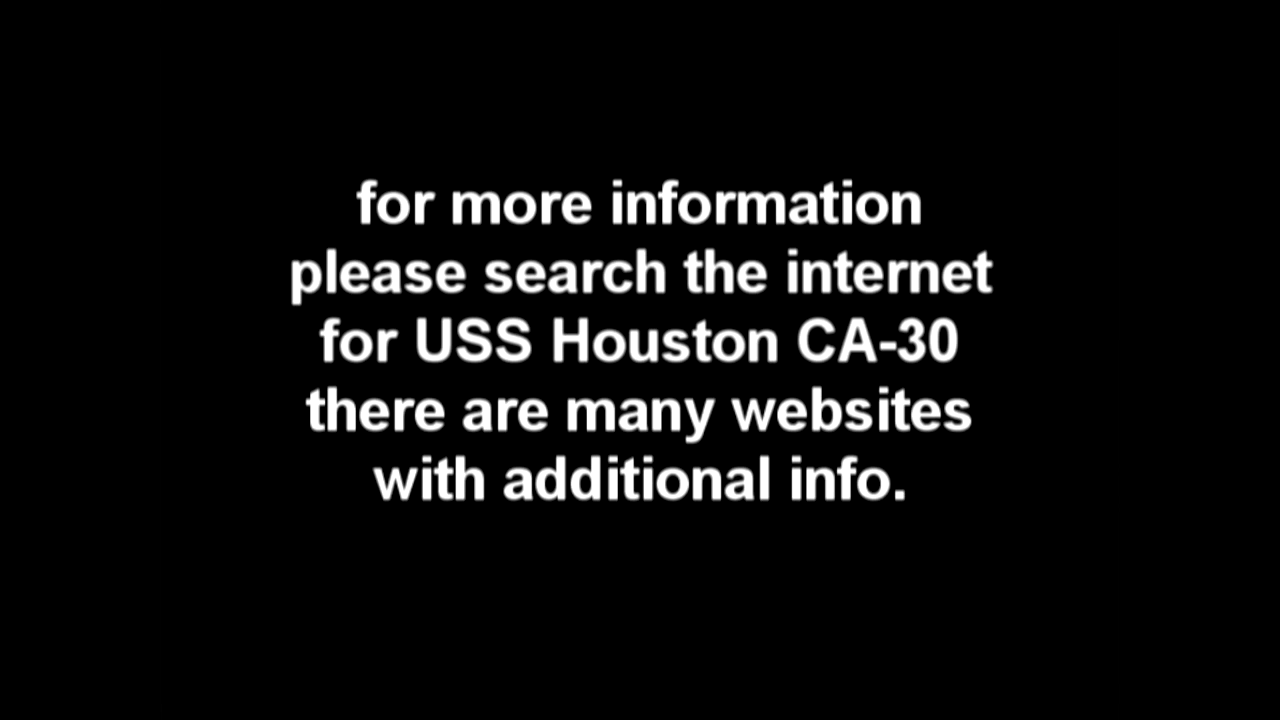 for more information
please search the internet
for USS Houston CA-30
there are many websites
with additional info.